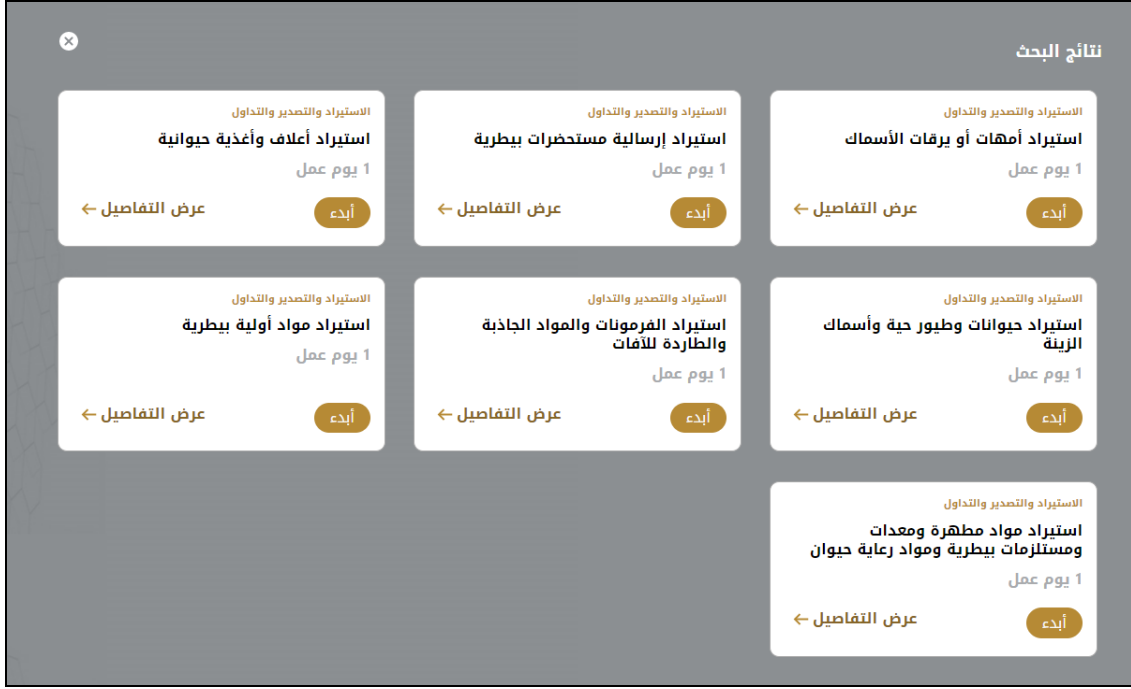 نتائج البحث
الاستيراد والتصدير والتداول
استيراد أمهات أو يرقات الأسماك
1 يوم عمل
أبدء
عرض التفاصيل ←
الاستيراد والتصدير والتداول
استيراد إرسالية مستحضرات بيطرية
1 يوم عمل
أبدء
عرض التفاصيل ←
الاستيراد والتصدير والتداول
استيراد أعلاف وأغذية حيوانية
1 يوم عمل
أبدء
عرض التفاصيل ←
الاستيراد والتصدير والتداول
استيراد حيوانات وطيور حية وأسماك
الزينة
1 يوم عمل
أبدء
عرض التفاصيل ←
الاستيراد والتصدير والتداول
استيراد الفرمونات والمواد الجاذبة
والطاردة للآفات
1 يوم عمل
أبدء
عرض التفاصيل ←
الاستيراد والتصدير والتداول
استيراد مواد أولية بيطرية
1 يوم عمل
أبدء
عرض التفاصيل ←
الاستيراد والتصدير والتداول
استيراد مواد مطهرة ومعدات
ومستلزمات بيطرية ومواد رعاية حيوان
1 يوم عمل
أبدء
عرض التفاصيل ←